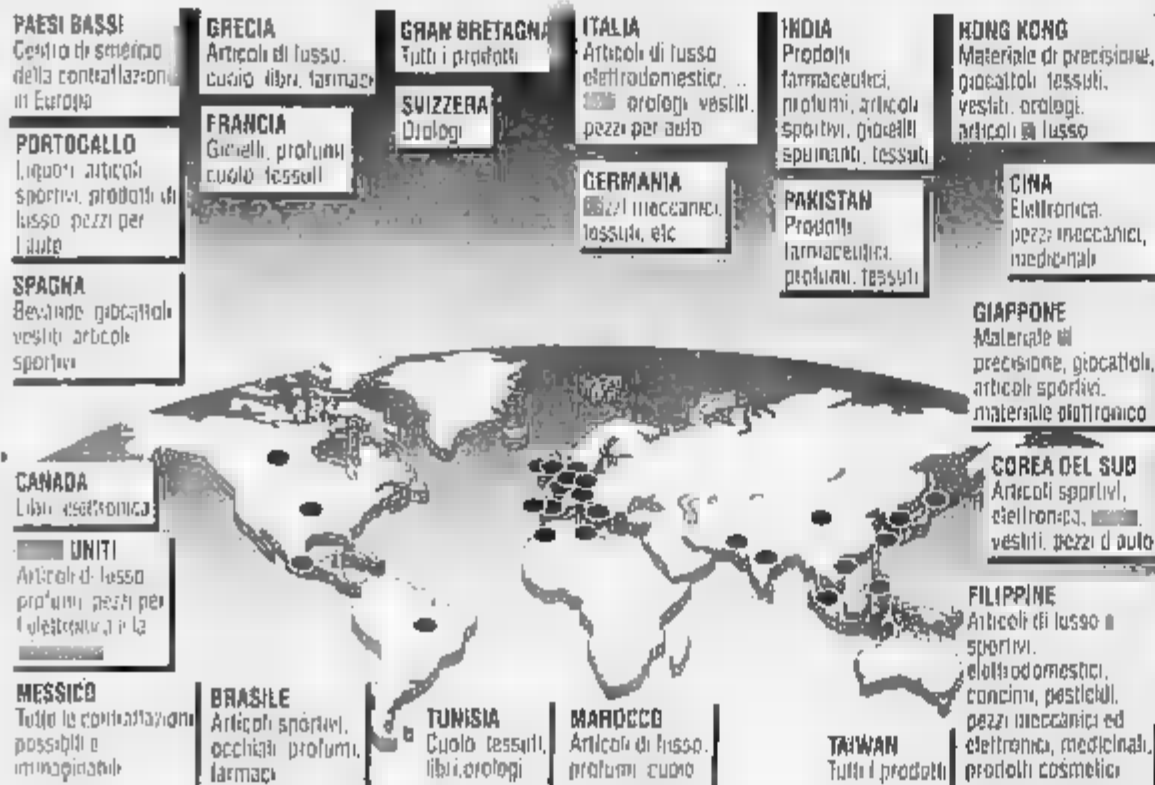 PAESI BASSI
Centro di smercio
della contraffazione
in Europa
PORTOGALLO
Liquori articoli
sportivi, prodotti di
lusso pezzi per
l'auto
SPAGNA
Bevande giocattoli
vestiti articoli
sportivi
GRECIA
Articoli di lusso,
cuoio, libri, farmaci
FRANCIA
Gioielli, profumi
cuoio tessuti
GRAN BRETAGNA
Tutti i prodotti
SVIZZERA
Orologi
ITALIA
Articoli di lusso
elettrodomestici, ..
orologi vestiti,
pezzi per auto
GERMANIA
meccanici,
tessuti, etc
INDIA
Prodotti
farmaceutici,
profumi, articoli
sportivi, gioielli
spumanti, tessuti
PAKISTAN
Prodotti
farmaceutici,
profumi, tessuti
HONG KONG
Materiale di precisione,
giocattoli tessuti,
vestiti, orologi,
articoli lusso
CINA
Elettronica,
pezzi meccanici,
medicinali
GIAPPONE
Materiale
precisione, giocattoli,
articoli sportivi,
materiale elettronico
CANADA
Libri elettronica
UNITI
Articoli di lusso
profumi pezzi per
l'elettronica e la
COREA DEL SUD
Articoli sportivi,
elettronica,
vestiti, pezzi d'auto
FILIPPINE
Articoli di lusso
sportivi,
elettrodomestici,
concimi, pesticidi,
pezzi meccanici ed
elettronici, medicinali,
prodotti cosmetici
MESSICO
Tutte le contraffazioni
possibili e
immaginabili
BRASILE
Articoli sportivi,
occhiali profumi,
farmaci
TUNISIA
Cuoio tessuti,
libri, orologi
MAROCCO
Articoli di lusso,
profumi cuoio
TAIWAN
Tutti i prodotti